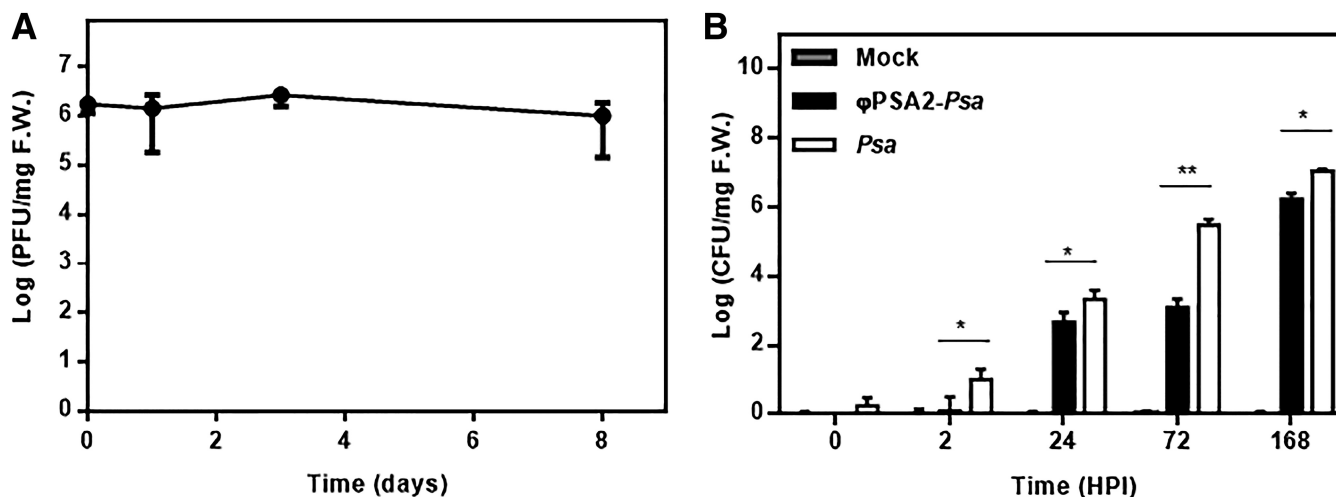 A
Log (PFU/mg F.W.)
7
6
5
4
3
2
1
0
0 2 4 6 8
Time (days)
B
Log (CFU/mg F.W.)
10
8
6
4
2
0
Mock
φPSA2-Psa
Psa
*
*
**
*
0 2 24 72 168
Time (HPI)